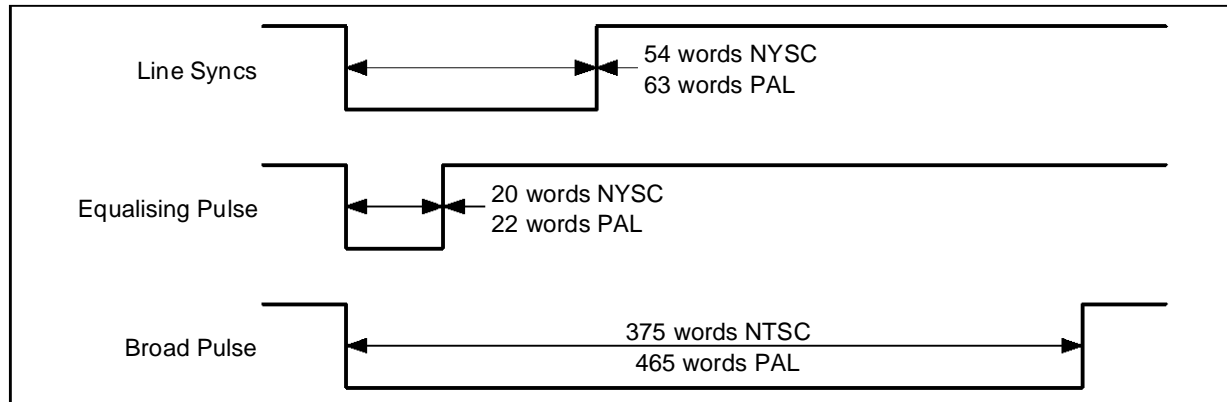 Line Syncs
54 words NYSC
63 words PAL
Equalising Pulse
20 words NYSC
22 words PAL
Broad Pulse
375 words NTSC
465 words PAL